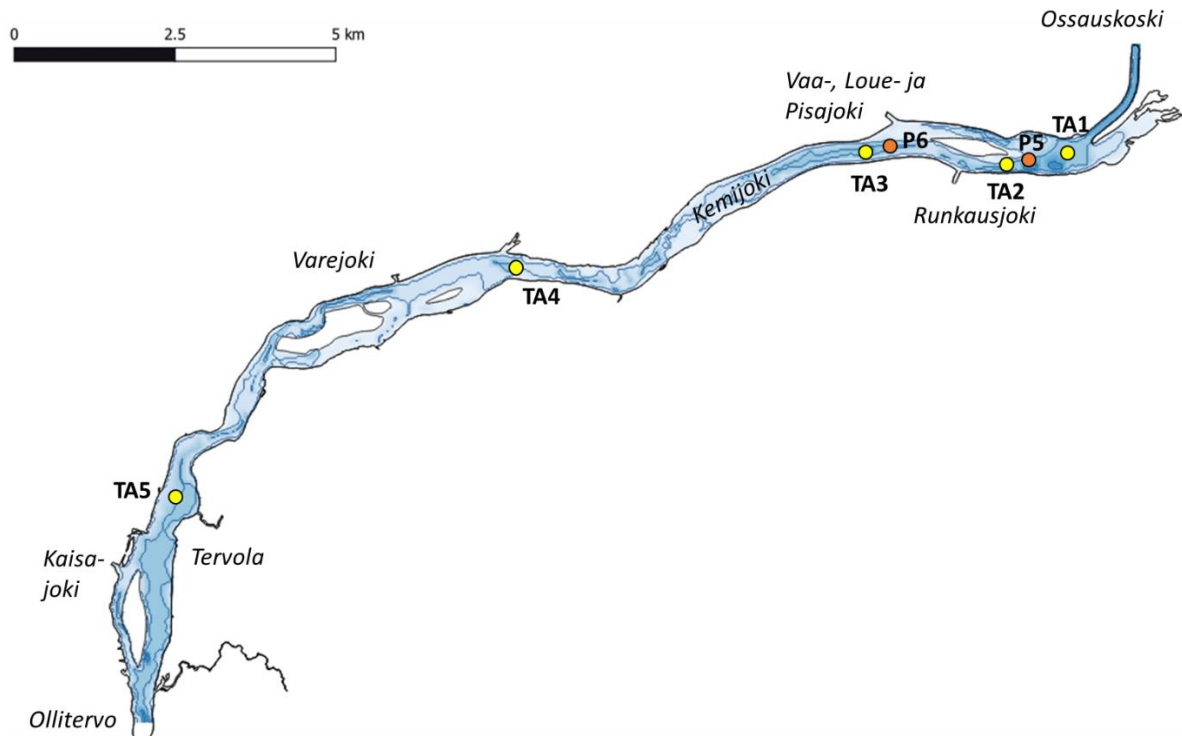 Ossauskoski
0 2.5 5 km
Vaa-, Loue- ja
Pisajoki
TA1
P6
P5
TA3
TA2
Kemijoki
Runkausjoki
Varejoki
TA4
TA5
Kaisa-
joki
Tervola
Ollitervo